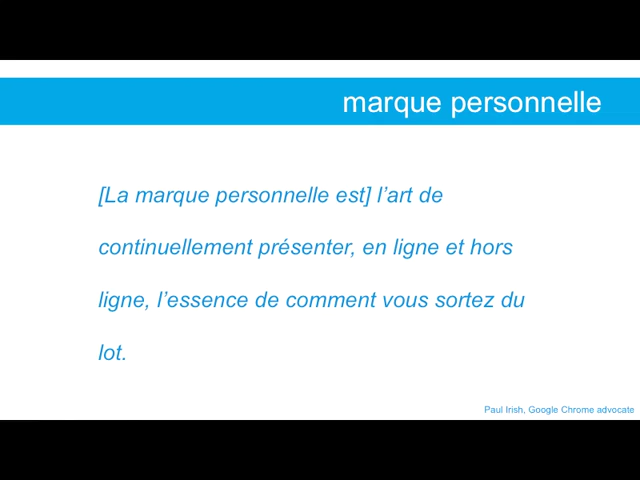 marque personnelle
[La marque personnelle est] l’art de
continuellement présenter, en ligne et hors
ligne, l’essence de comment vous sortez du
lot.
Paul Irish, Google Chrome advocate